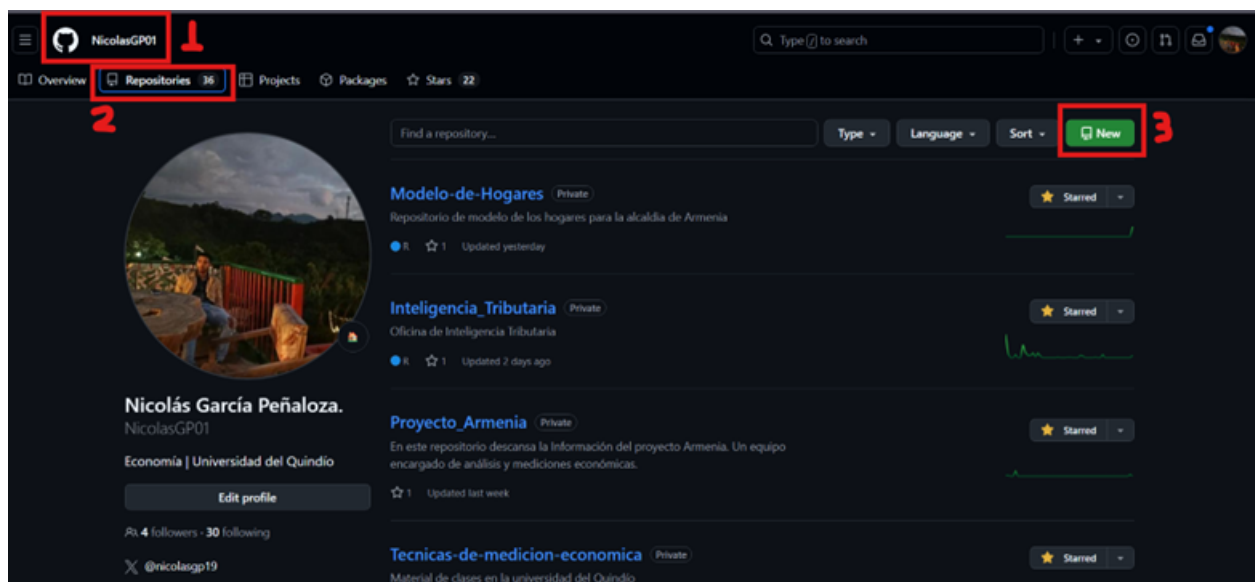 NicolasGP01
1
Type / to search
Overview
Repositories 36
Projects
Packages
Stars 22
2
Find a repository...
Type
Language
Sort
New
3
Modelo-de-Hogares Private
Starred
Repositorio de modelo de los hogares para la alcaldia de Armenia
R 1 Updated yesterday
Inteligencia_Tributaria Private
Starred
Oficina de Inteligencia Tributaria
R 1 Updated 2 days ago
Nicolás García Peñaloza.
NicolasGP01
Economía | Universidad del Quindío
Edit profile
4 followers · 30 following
@nicolasgp19
Proyecto_Armenia Private
Starred
En este repositorio descansa la Información del proyecto Armenia. Un equipo
encargado de análisis y mediciones económicas.
1 Updated last week
Tecnicas-de-medicion-economica Private
Starred
Material de clases en la universidad del Quindío